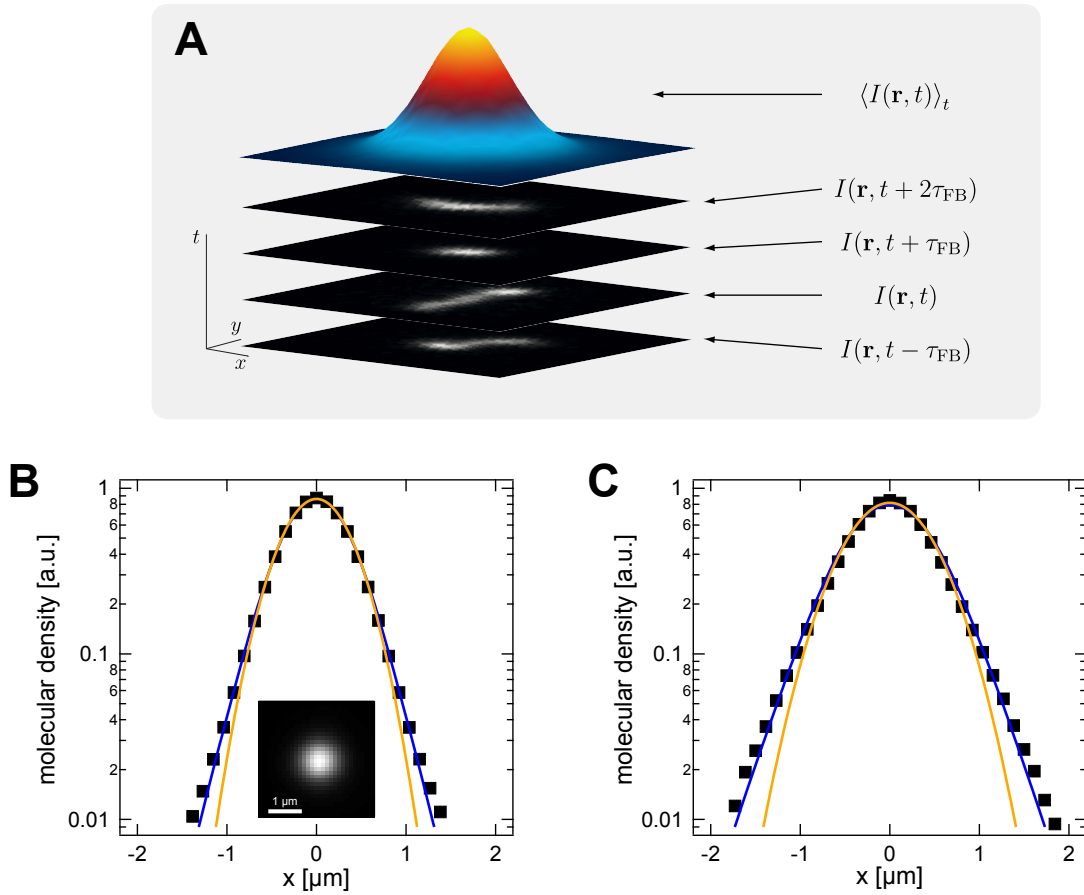 A
⟨I(r, t)⟩t
I(r, t + 2τFB)
I(r, t + τFB)
I(r, t)
I(r, t − τFB)
t
y
x
B
molecular density [a.u.]
1
8
6
4
2
0.1
8
6
4
2
0.01
1 µm
-2 -1 0 1 2
x [µm]
C
molecular density [a.u.]
1
8
6
4
2
0.1
8
6
4
2
0.01
-2 -1 0 1 2
x [µm]